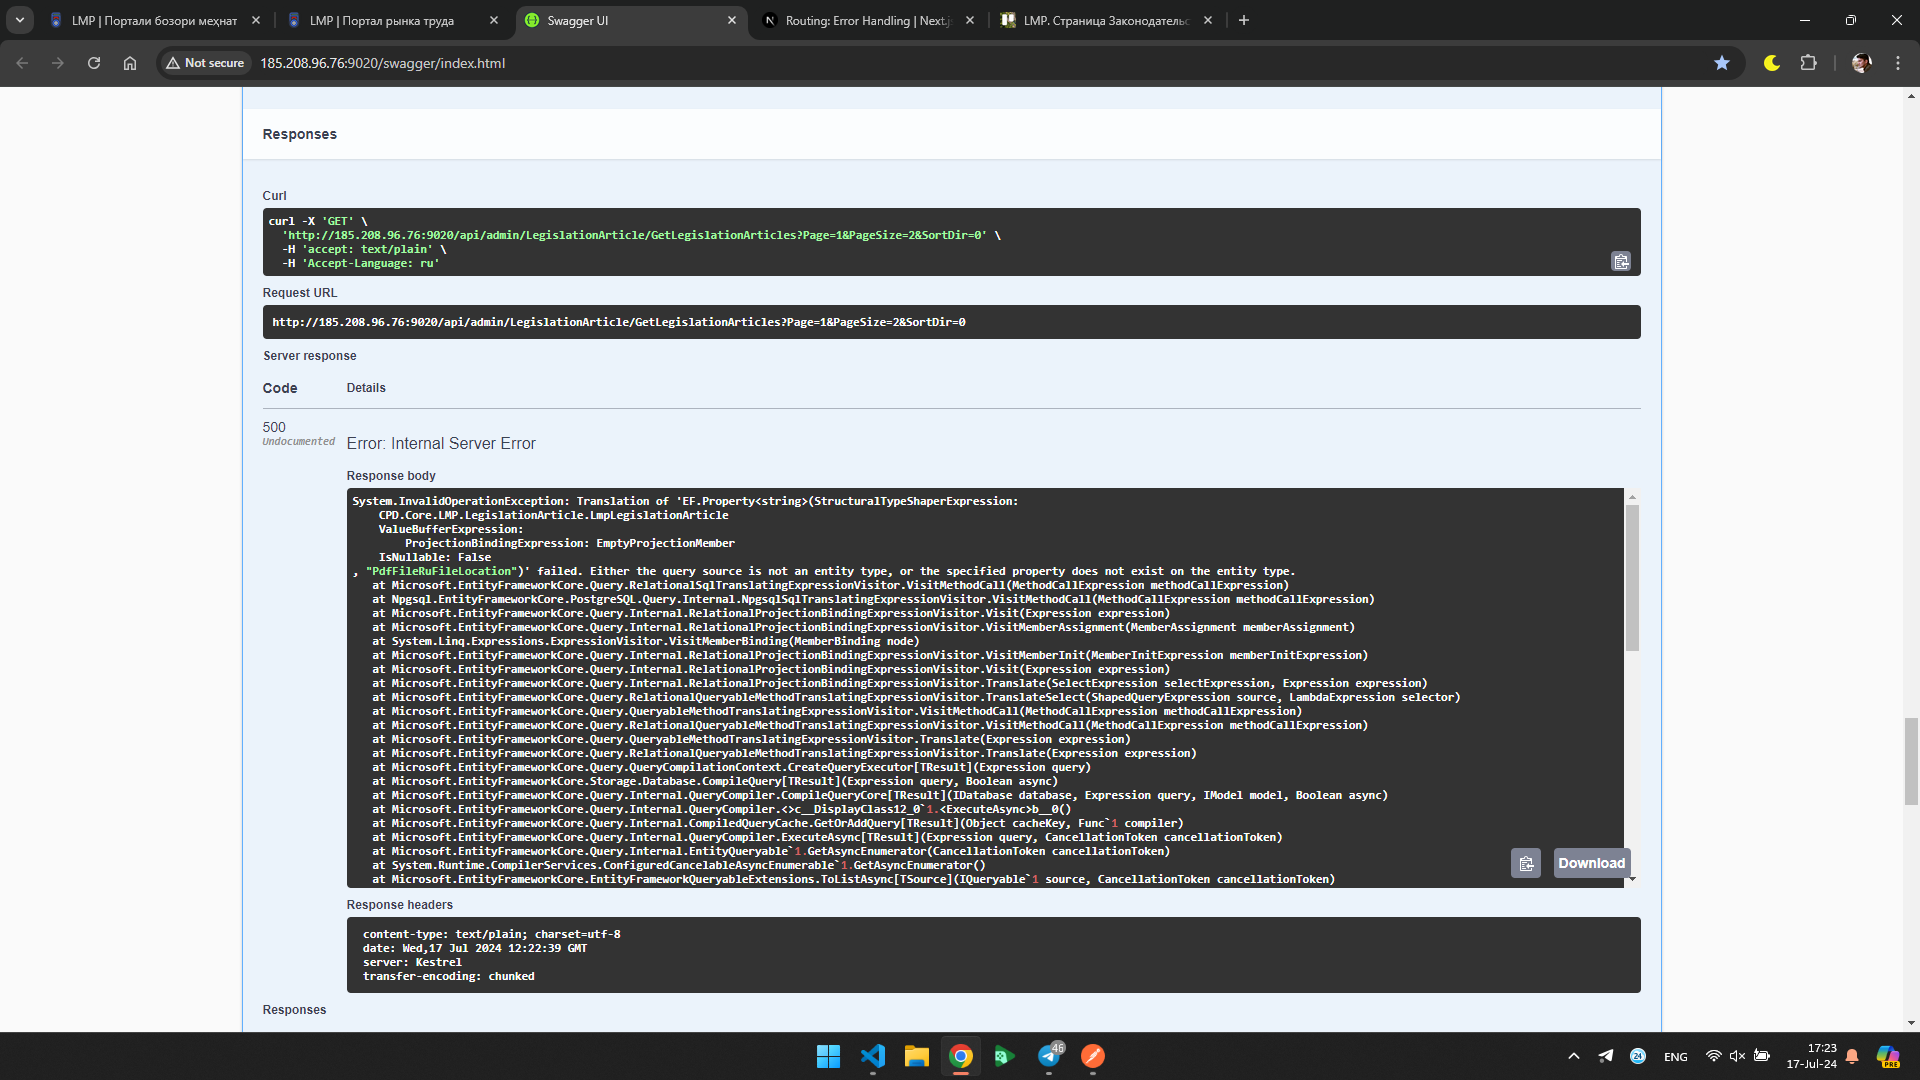 LMP | Портали бозори меҳнат
LMP | Портал рынка труда
Swagger UI
Routing: Error Handling | Next.j
LMP. Страница Законодатель
Not secure
185.208.96.76:9020/swagger/index.html
Responses
Curl
curl -X 'GET' \
'http://185.208.96.76:9020/api/admin/LegislationArticle/GetLegislationArticles?Page=1&PageSize=2&SortDir=0' \
-H 'accept: text/plain' \
-H 'Accept-Language: ru'
Request URL
http://185.208.96.76:9020/api/admin/LegislationArticle/GetLegislationArticles?Page=1&PageSize=2&SortDir=0
Server response
Code Details
500
Undocumented
Error: Internal Server Error
Response body
System.InvalidOperationException: Translation of 'EF.Property<string>(StructuralTypeShaperExpression:
CPD.Core.LMP.LegislationArticle.LmpLegislationArticle
ValueBufferExpression:
ProjectionBindingExpression: EmptyProjectionMember
IsNullable: False
, "PdfFileRuFileLocation")' failed. Either the query source is not an entity type, or the specified property does not exist on the entity type.
at Microsoft.EntityFrameworkCore.Query.RelationalSqlTranslatingExpressionVisitor.VisitMethodCall(MethodCallExpression methodCallExpression)
at Npgsql.EntityFrameworkCore.PostgreSQL.Query.Internal.NpgsqlSqlTranslatingExpressionVisitor.VisitMethodCall(MethodCallExpression methodCallExpression)
at Microsoft.EntityFrameworkCore.Query.Internal.RelationalProjectionBindingExpressionVisitor.Visit(Expression expression)
at Microsoft.EntityFrameworkCore.Query.Internal.RelationalProjectionBindingExpressionVisitor.VisitMemberAssignment(MemberAssignment memberAssignment)
at System.Linq.Expressions.ExpressionVisitor.VisitMemberBinding(MemberBinding node)
at Microsoft.EntityFrameworkCore.Query.Internal.RelationalProjectionBindingExpressionVisitor.VisitMemberInit(MemberInitExpression memberInitExpression)
at Microsoft.EntityFrameworkCore.Query.Internal.RelationalProjectionBindingExpressionVisitor.Visit(Expression expression)
at Microsoft.EntityFrameworkCore.Query.Internal.RelationalProjectionBindingExpressionVisitor.Translate(SelectExpression selectExpression, Expression expression)
at Microsoft.EntityFrameworkCore.Query.RelationalQueryableMethodTranslatingExpressionVisitor.TranslateSelect(ShapedQueryExpression source, LambdaExpression selector)
at Microsoft.EntityFrameworkCore.Query.QueryableMethodTranslatingExpressionVisitor.VisitMethodCall(MethodCallExpression methodCallExpression)
at Microsoft.EntityFrameworkCore.Query.RelationalQueryableMethodTranslatingExpressionVisitor.VisitMethodCall(MethodCallExpression methodCallExpression)
at Microsoft.EntityFrameworkCore.Query.QueryableMethodTranslatingExpressionVisitor.Translate(Expression expression)
at Microsoft.EntityFrameworkCore.Query.RelationalQueryableMethodTranslatingExpressionVisitor.Translate(Expression expression)
at Microsoft.EntityFrameworkCore.Query.QueryCompilationContext.CreateQueryExecutor[TResult](Expression query)
at Microsoft.EntityFrameworkCore.Storage.Database.CompileQuery[TResult](Expression query, Boolean async)
at Microsoft.EntityFrameworkCore.Query.Internal.QueryCompiler.CompileQueryCore[TResult](IDatabase database, Expression query, IModel model, Boolean async)
at Microsoft.EntityFrameworkCore.Query.Internal.QueryCompiler.<>c__DisplayClass12_0`1.<ExecuteAsync>b__0()
at Microsoft.EntityFrameworkCore.Query.Internal.CompiledQueryCache.GetOrAddQuery[TResult](Object cacheKey, Func`1 compiler)
at Microsoft.EntityFrameworkCore.Query.Internal.QueryCompiler.ExecuteAsync[TResult](Expression query, CancellationToken cancellationToken)
at Microsoft.EntityFrameworkCore.Query.Internal.EntityQueryable`1.GetAsyncEnumerator(CancellationToken cancellationToken)
at System.Runtime.CompilerServices.ConfiguredCancelableAsyncEnumerable`1.GetAsyncEnumerator()
at Microsoft.EntityFrameworkCore.EntityFrameworkQueryableExtensions.ToListAsync[TSource](IQueryable`1 source, CancellationToken cancellationToken)
Download
Response headers
content-type: text/plain; charset=utf-8
date: Wed,17 Jul 2024 12:22:39 GMT
server: Kestrel
transfer-encoding: chunked
Responses
46
24
ENG
17:23
17-Jul-24
PRE